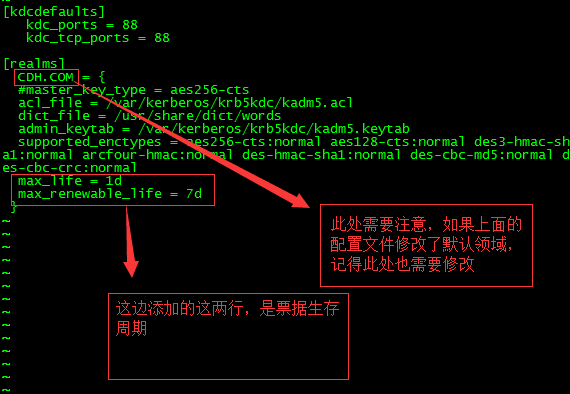 [kdcdefaults]
kdc_ports = 88
kdc_tcp_ports = 88
[realms]
CDH.COM = {
#master_key_type = aes256-cts
acl_file = /var/kerberos/krb5kdc/kadm5.acl
dict_file = /usr/share/dict/words
admin_keytab = /var/kerberos/krb5kdc/kadm5.keytab
supported_enctypes = aes256-cts:normal aes128-cts:normal des3-hmac-sh
a1:normal arcfour-hmac:normal des-hmac-sha1:normal des-cbc-md5:normal d
es-cbc-crc:normal
max_life = 1d
max_renewable_life = 7d
}
~
~
~
~
~
~
~
~
~
~
此处需要注意，如果上面的
配置文件修改了默认领域，
记得此处也需要修改
这边添加的这两行，是票据生存
周期